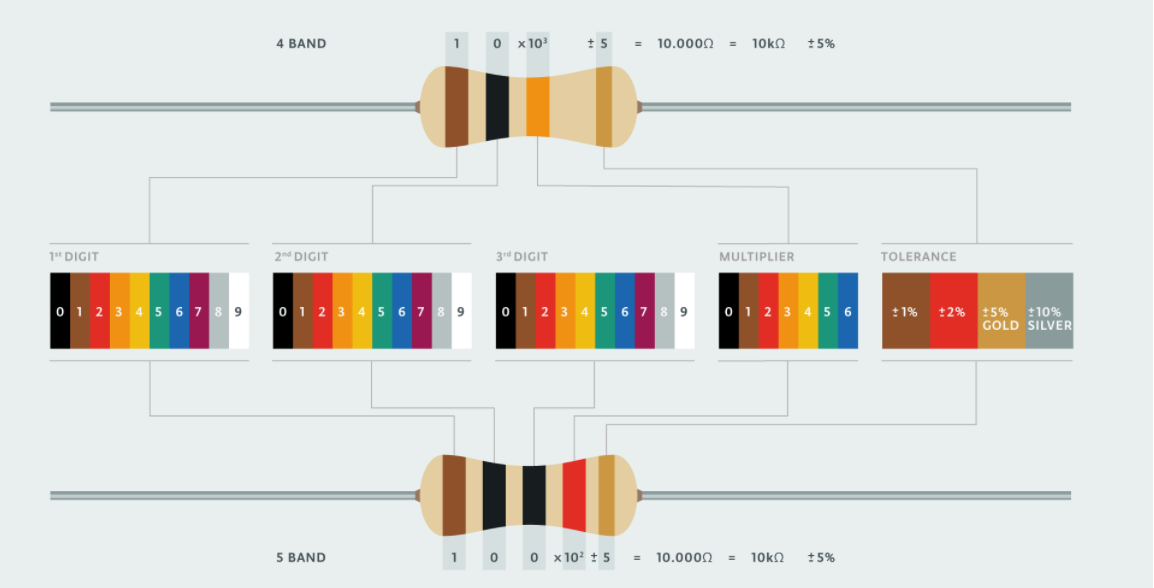 4 BAND 1 0 ×10³ ± 5 = 10.000Ω = 10kΩ ±5%
1st DIGIT
0 1 2 3 4 5 6 7 8 9
2nd DIGIT
0 1 2 3 4 5 6 7 8 9
3rd DIGIT
0 1 2 3 4 5 6 7 8 9
MULTIPLIER
0 1 2 3 4 5 6
TOLERANCE
±1% ±2% ±5% ±10%
GOLD SILVER
5 BAND 1 0 0 ×10² ± 5 = 10.000Ω = 10kΩ ±5%